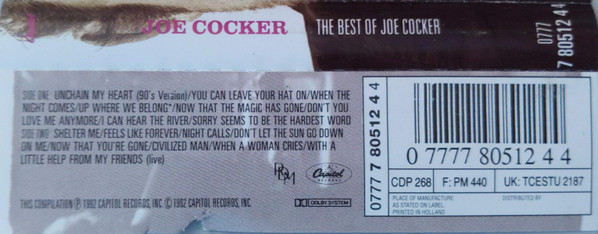 JOE COCKER
THE BEST OF JOE COCKER
0777
7 80512 44
SIDE ONE UNCHAIN MY HEART (90's Version)/YOU CAN LEAVE YOUR HAT ON/WHEN THE
NIGHT COMES/UP WHERE WE BELONG*/NOW THAT THE MAGIC HAS GONE/DON'T YOU
LOVE ME ANYMORE/I CAN HEAR THE RIVER/SORRY SEEMS TO BE THE HARDEST WORD
SIDE TWO SHELTER ME/FEELS LIKE FOREVER/NIGHT CALLS/DON'T LET THE SUN GO DOWN
ON ME/NOW THAT YOU'RE GONE/CIVILIZED MAN/WHEN A WOMAN CRIES/WITH A
LITTLE HELP FROM MY FRIENDS (live)
Capitol
RECORDS
THIS COMPILATION Ⓟ 1992 CAPITOL RECORDS, INC © 1992 CAPITOL RECORDS, INC.
DOLBY SYSTEM
0777 7 80512 4 4
0 7777 80512 4 4
CDP 268
F: PM 440
UK: TCESTU 2187
PLACE OF MANUFACTURE
AS STATED ON LABEL.
PRINTED IN HOLLAND
DISTRIBUTED BY